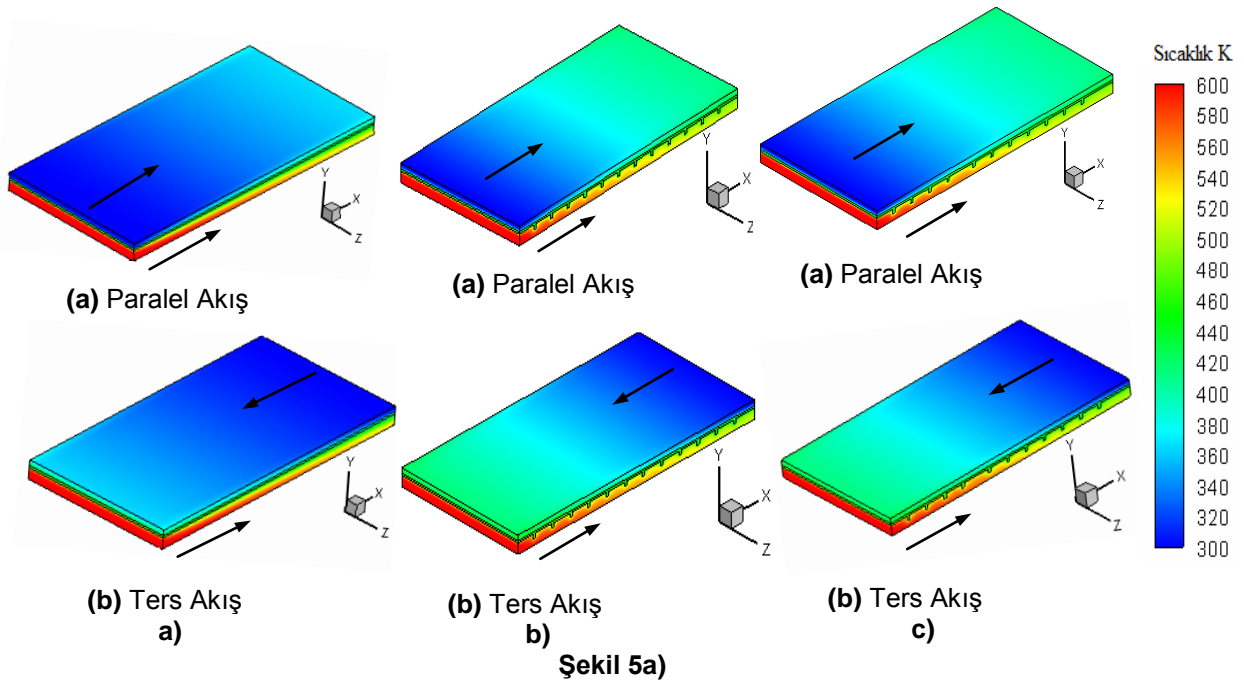 Sıcaklık K
600
580
560
540
520
500
480
460
440
420
400
380
360
340
320
300
Y
X
Z
(a) Paralel Akış
Y
X
Z
(a) Paralel Akış
Y
X
Z
(a) Paralel Akış
Y
X
Z
(b) Ters Akış
a)
Y
X
Z
(b) Ters Akış
b)
Y
X
Z
(b) Ters Akış
c)
Şekil 5a)